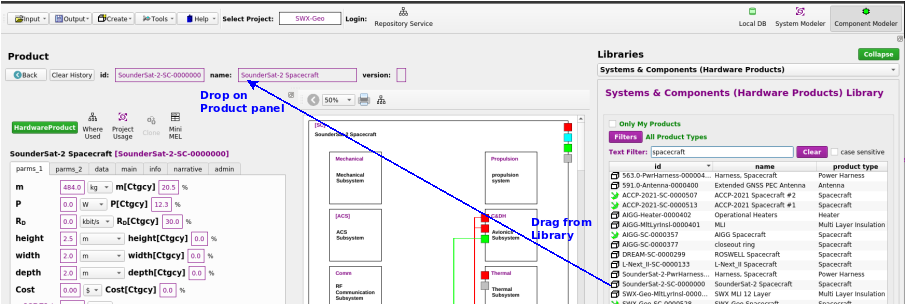 Input Output Create Tools Help Select Project: SWX-Geo Login: Repository Service Local DB System Modeler Component Modeler
Product
Back Clear History id: SounderSat-2-SC-0000000 name: SounderSat-2 Spacecraft version:
Drop on
Product panel
HardwareProduct Where Used Project Usage Clone Mini MEL
SounderSat-2 Spacecraft [SounderSat-2-SC-0000000]
parms_1 parms_2 data main info narrative admin
m 484.0 kg m[Ctgcy] 20.5 %
P 0.0 W P[Ctgcy] 12.3 %
RD 0.0 kbit/s RD[Ctgcy] 30.0 %
height 2.5 m height[Ctgcy] 0.0 %
width 2.0 m width[Ctgcy] 0.0 %
depth 2.0 m depth[Ctgcy] 0.0 %
Cost 0.00 $ Cost[Ctgcy] 0.0 %
50%
[SC]
SounderSat-2 Spacecraft
Mechanical
Mechanical
Subsystem
Propulsion
propulsion
system
[ACS]
ACS
Subsystem
C&DH
Avionics
Subsystem
Comm
RF
Communication
Subsystem
Thermal
Thermal
Subsystem
Drag from
Library
Libraries Collapse
Systems & Components (Hardware Products)
Systems & Components (Hardware Products) Library
Only My Products
Filters All Product Types
Text Filter: spacecraft Clear case sensitive
id name product type
563.0-PwrHarness-000004... Harness, Spacecraft Power Harness
591.0-Antenna-0000400 Extended GNSS PEC Antenna Antenna
ACCP-2021-SC-0000507 ACCP-2021 Spacecraft #2 Spacecraft
ACCP-2021-SC-0000513 ACCP-2021 Spacecraft #1 Spacecraft
AIGG-Heater-0000402 Operational Heaters Heater
AIGG-MltLyrInsl-0000401 MLI Multi Layer Insulation
AIGG-SC-0000357 AIGG Spacecraft Spacecraft
AIGG-SC-0000377 closeout ring Spacecraft
DREAM-SC-0000299 ROSWELL Spacecraft Spacecraft
L-Next_II-SC-0000133 L-Next_II Spacecraft Spacecraft
SounderSat-2-PwrHarness... Harness, Spacecraft Power Harness
SounderSat-2-SC-0000000 SounderSat-2 Spacecraft Spacecraft
SWX-Geo-MltLyrInsl-0000... SWX MLI 12 Layer Multi Layer Insulation